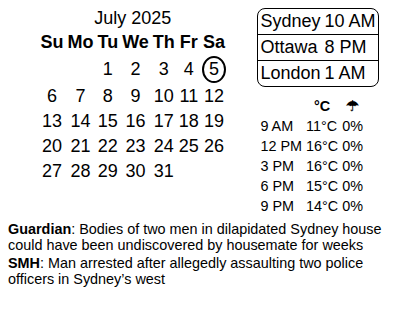 July 2025
Su Mo Tu We Th Fr Sa
1 2 3 4 5
6 7 8 9 10 11 12
13 14 15 16 17 18 19
20 21 22 23 24 25 26
27 28 29 30 31
Sydney 10 AM
Ottawa 8 PM
London 1 AM
°C ☂
9 AM 11°C 0%
12 PM 16°C 0%
3 PM 16°C 0%
6 PM 15°C 0%
9 PM 14°C 0%
Guardian: Bodies of two men in dilapidated Sydney house
could have been undiscovered by housemate for weeks
SMH: Man arrested after allegedly assaulting two police
officers in Sydney’s west